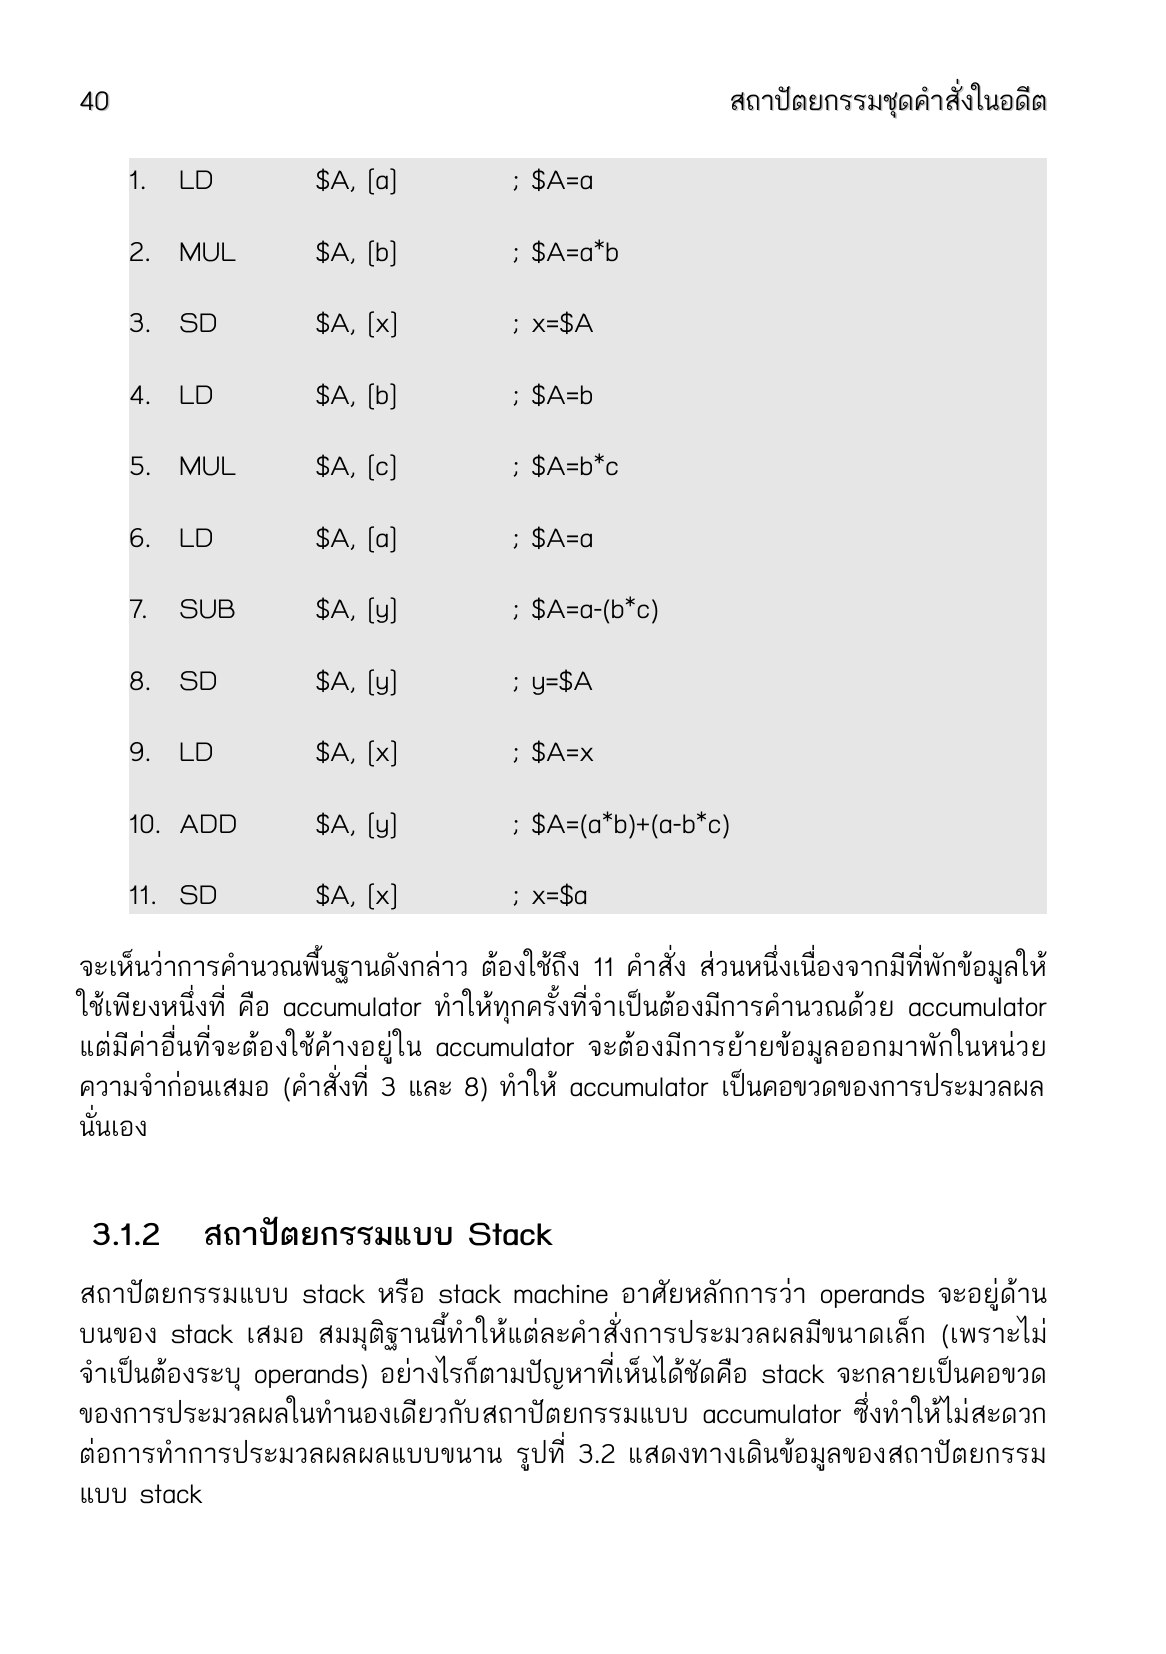 40 สถาปัตยกรรมชุดคำสั่งในอดีต
1. LD $A, [a] ; $A=a
2. MUL $A, [b] ; $A=a*b
3. SD $A, [x] ; x=$A
4. LD $A, [b] ; $A=b
5. MUL $A, [c] ; $A=b*c
6. LD $A, [a] ; $A=a
7. SUB $A, [y] ; $A=a-(b*c)
8. SD $A, [y] ; y=$A
9. LD $A, [x] ; $A=x
10. ADD $A, [y] ; $A=(a*b)+(a-b*c)
11. SD $A, [x] ; x=$a
จะเห็นว่าการคำนวณพื้นฐานดังกล่าว ต้องใช้ถึง 11 คำสั่ง ส่วนหนึ่งเนื่องจากมีที่พักข้อมูลให้
ใช้เพียงหนึ่งที่ คือ accumulator ทำให้ทุกครั้งที่จำเป็นต้องมีการคำนวณด้วย accumulator
แต่มีค่าอื่นที่จะต้องใช้ค้างอยู่ใน accumulator จะต้องมีการย้ายข้อมูลออกมาพักในหน่วย
ความจำก่อนเสมอ (คำสั่งที่ 3 และ 8) ทำให้ accumulator เป็นคอขวดของการประมวลผล
นั่นเอง
3.1.2 สถาปัตยกรรมแบบ Stack
สถาปัตยกรรมแบบ stack หรือ stack machine อาศัยหลักการว่า operands จะอยู่ด้าน
บนของ stack เสมอ สมมุติฐานนี้ทำให้แต่ละคำสั่งการประมวลผลมีขนาดเล็ก (เพราะไม่
จำเป็นต้องระบุ operands) อย่างไรก็ตามปัญหาที่เห็นได้ชัดคือ stack จะกลายเป็นคอขวด
ของการประมวลผลในทำนองเดียวกับสถาปัตยกรรมแบบ accumulator ซึ่งทำให้ไม่สะดวก
ต่อการทำการประมวลผลผลแบบขนาน รูปที่ 3.2 แสดงทางเดินข้อมูลของสถาปัตยกรรม
แบบ stack